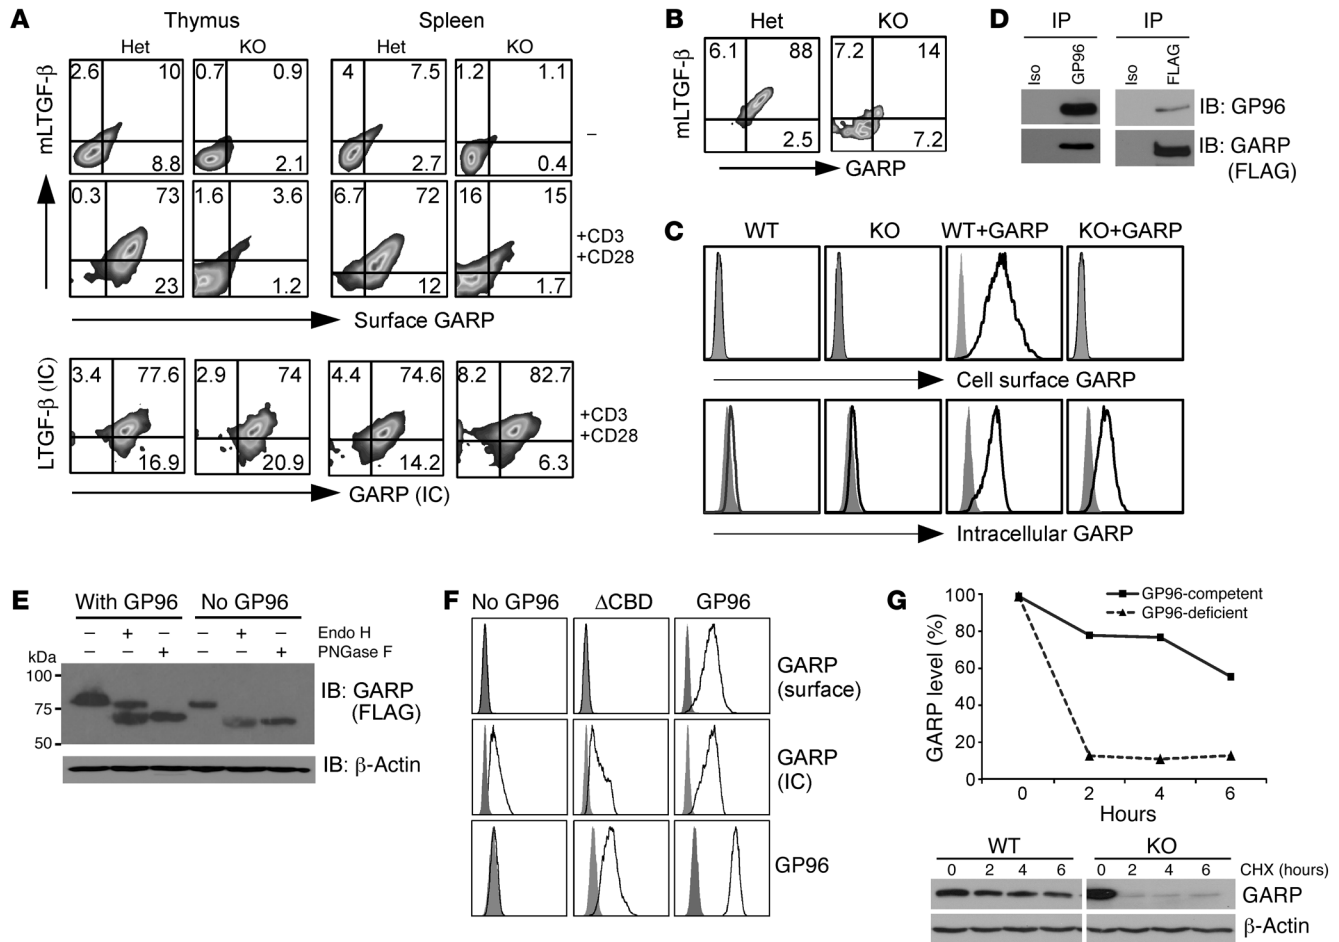 A
Thymus Spleen
Het KO Het KO
mLTGF-β
2.6 10 0.7 0.9 4 7.5 1.2 1.1
–
8.8 2.1 2.7 0.4
0.3 73 1.6 3.6 6.7 72 16 15
+CD3
+CD28
23 1.2 12 1.7
Surface GARP
LTGF-β (IC)
3.4 77.6 2.9 74 4.4 74.6 8.2 82.7
+CD3
+CD28
16.9 20.9 14.2 6.3
GARP (IC)
B
Het KO
mLTGF-β
6.1 88 7.2 14
2.5 7.2
GARP
C
WT KO WT+GARP KO+GARP
Cell surface GARP
Intracellular GARP
D
IP IP
Iso GP96 Iso FLAG
IB: GP96
IB: GARP
(FLAG)
E
With GP96 No GP96
– + – – + – Endo H
– – + – – + PNGase F
kDa
100
75
50
IB: GARP
(FLAG)
IB: β-Actin
F
No GP96 ΔCBD GP96
GARP
(surface)
GARP
(IC)
GP96
G
GP96-competent
GP96-deficient
GARP level (%)
100
80
60
40
20
0
0 2 4 6
Hours
WT KO
0 2 4 6 0 2 4 6 CHX (hours)
GARP
β-Actin